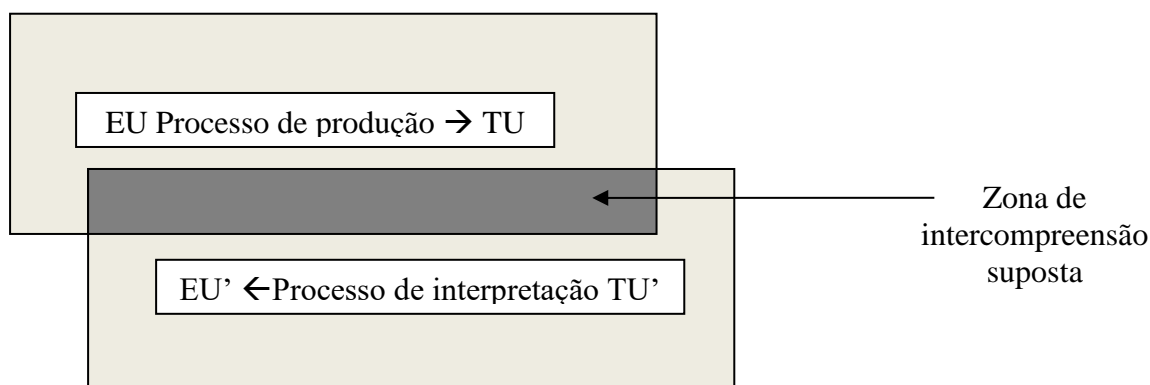 EU Processo de produção → TU
Zona de
intercompreensão
suposta
EU’ ←Processo de interpretação TU’